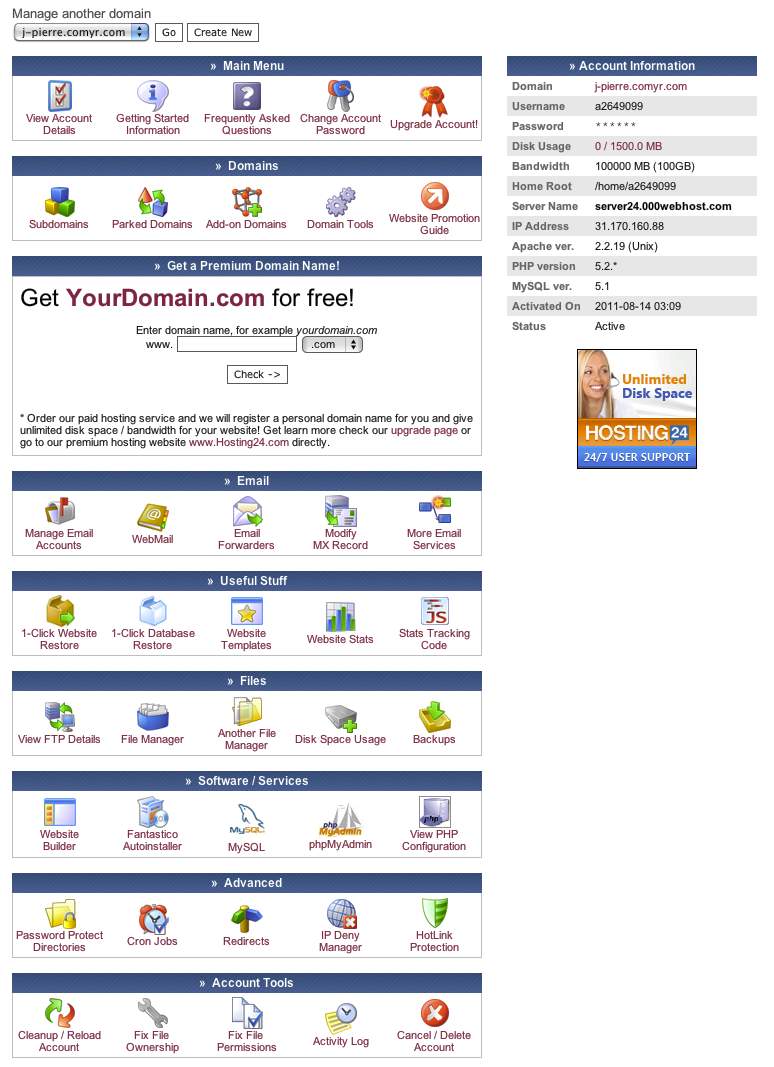 Manage another domain
j-pierre.comyr.com Go Create New
» Main Menu
View Account Details
Getting Started Information
Frequently Asked Questions
Change Account Password
Upgrade Account!
» Domains
Subdomains
Parked Domains
Add-on Domains
Domain Tools
Website Promotion Guide
» Get a Premium Domain Name!
Get YourDomain.com for free!
Enter domain name, for example yourdomain.com
www. .com
Check ->
* Order our paid hosting service and we will register a personal domain name for you and give
unlimited disk space / bandwidth for your website! Get learn more check our upgrade page or
go to our premium hosting website www.Hosting24.com directly.
» Email
Manage Email Accounts
WebMail
Email Forwarders
Modify MX Record
More Email Services
» Useful Stuff
1-Click Website Restore
1-Click Database Restore
Website Templates
Website Stats
JS
Stats Tracking Code
» Files
View FTP Details
File Manager
Another File Manager
Disk Space Usage
Backups
» Software / Services
Website Builder
Fantastico Autoinstaller
MySQL
MySQL
php MyAdmin
phpMyAdmin
php
View PHP Configuration
» Advanced
Password Protect Directories
Cron Jobs
Redirects
IP Deny Manager
HotLink Protection
» Account Tools
Cleanup / Reload Account
Fix File Ownership
Fix File Permissions
Activity Log
Cancel / Delete Account
» Account Information
Domain j-pierre.comyr.com
Username a2649099
Password ******
Disk Usage 0 / 1500.0 MB
Bandwidth 100000 MB (100GB)
Home Root /home/a2649099
Server Name server24.000webhost.com
IP Address 31.170.160.88
Apache ver. 2.2.19 (Unix)
PHP version 5.2.*
MySQL ver. 5.1
Activated On 2011-08-14 03:09
Status Active
Unlimited
Disk Space
HOSTING 24
24/7 USER SUPPORT